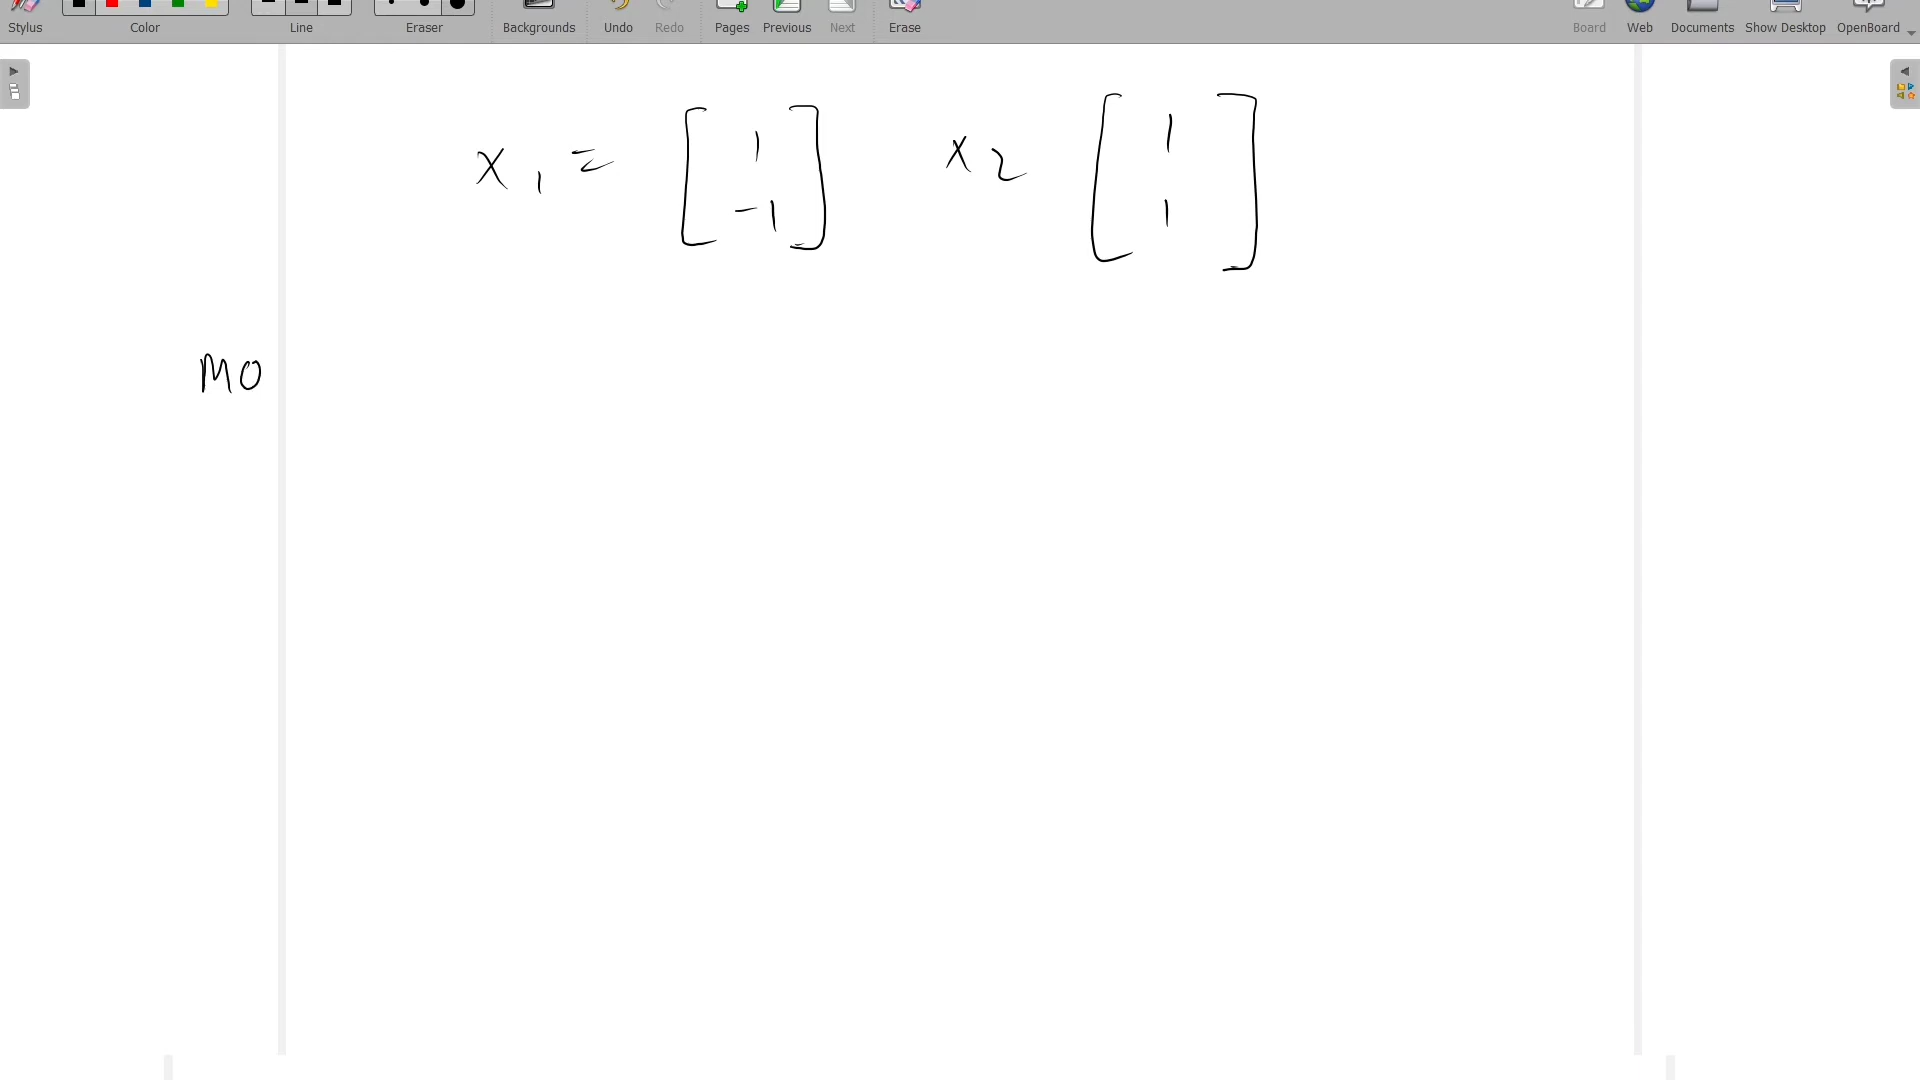 Stylus Color Line Eraser Backgrounds Undo Redo Pages Previous Next Erase Board Web Documents Show Desktop OpenBoard
x₁ = [ 1 ] x₂ [ 1 ]
[ -1 ] [ 1 ]
MO